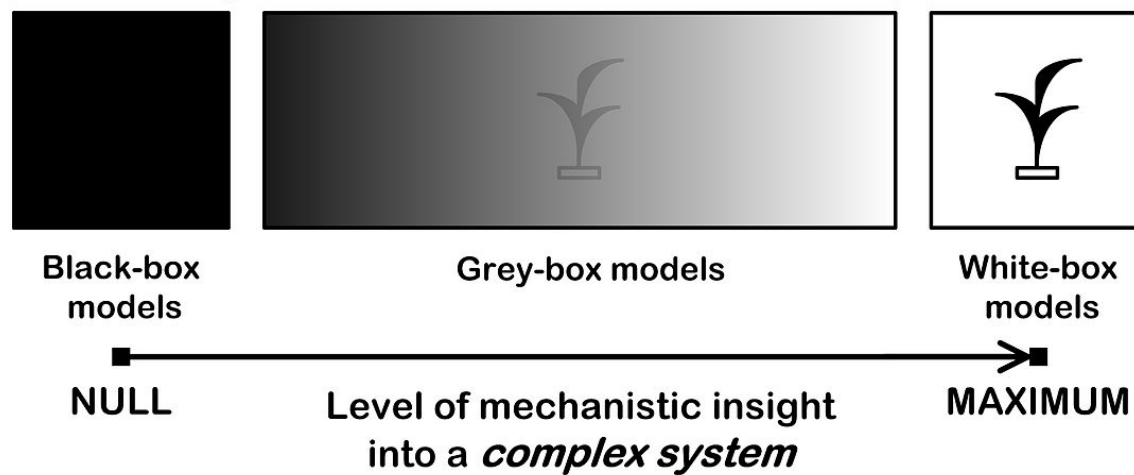 Black-box
models
Grey-box models
White-box
models
NULL
Level of mechanistic insight
into a complex system
MAXIMUM